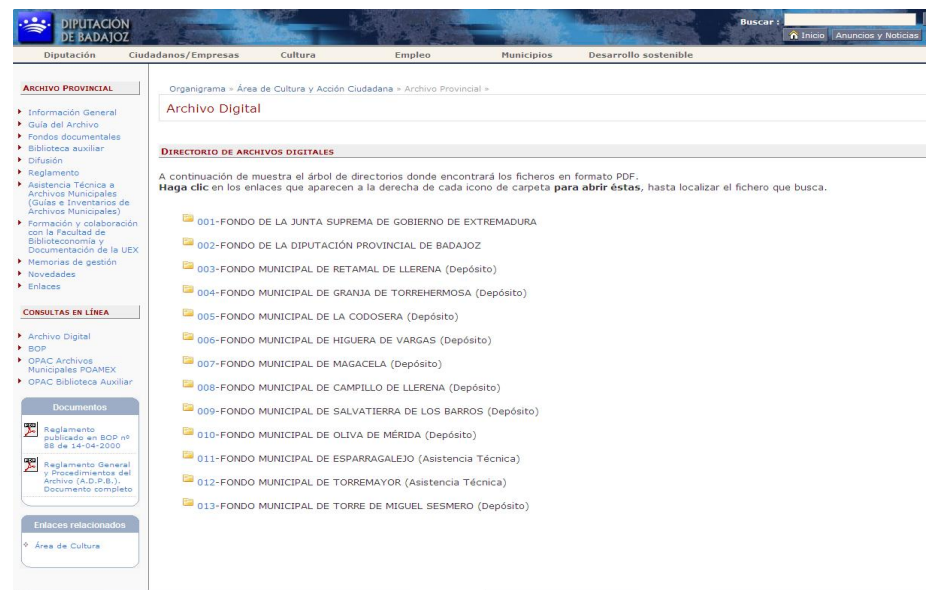 DIPUTACIÓN
DE BADAJOZ
Buscar :
Inicio
Anuncios y Noticias
Diputación
Ciudadanos/Empresas
Cultura
Empleo
Municipios
Desarrollo sostenible
ARCHIVO PROVINCIAL
Información General
Guía del Archivo
Fondos documentales
Biblioteca auxiliar
Difusión
Reglamento
Asistencia Técnica a
Archivos Municipales
(Guías e Inventarios de
Archivos Municipales)
Formación y colaboración
con la Facultad de
Biblioteconomía y
Documentación de la UEX
Memorias de gestión
Novedades
Enlaces
CONSULTAS EN LÍNEA
Archivo Digital
BOP
OPAC Archivos
Municipales POAMEX
OPAC Biblioteca Auxiliar
Documentos
Reglamento
publicado en BOP nº
88 de 14-04-2000
Reglamento General
y Procedimientos del
Archivo (A.D.P.B.).
Documento completo
Enlaces relacionados
Área de Cultura
Organigrama » Área de Cultura y Acción Ciudadana » Archivo Provincial »
Archivo Digital
DIRECTORIO DE ARCHIVOS DIGITALES
A continuación de muestra el árbol de directorios donde encontrará los ficheros en formato PDF.
Haga clic en los enlaces que aparecen a la derecha de cada icono de carpeta para abrir éstas, hasta localizar el fichero que busca.
001-FONDO DE LA JUNTA SUPREMA DE GOBIERNO DE EXTREMADURA
002-FONDO DE LA DIPUTACIÓN PROVINCIAL DE BADAJOZ
003-FONDO MUNICIPAL DE RETAMAL DE LLERENA (Depósito)
004-FONDO MUNICIPAL DE GRANJA DE TORREHERMOSA (Depósito)
005-FONDO MUNICIPAL DE LA CODOSERA (Depósito)
006-FONDO MUNICIPAL DE HIGUERA DE VARGAS (Depósito)
007-FONDO MUNICIPAL DE MAGACELA (Depósito)
008-FONDO MUNICIPAL DE CAMPILLO DE LLERENA (Depósito)
009-FONDO MUNICIPAL DE SALVATIERRA DE LOS BARROS (Depósito)
010-FONDO MUNICIPAL DE OLIVA DE MÉRIDA (Depósito)
011-FONDO MUNICIPAL DE ESPARRAGALEJO (Asistencia Técnica)
012-FONDO MUNICIPAL DE TORREMAYOR (Asistencia Técnica)
013-FONDO MUNICIPAL DE TORRE DE MIGUEL SESMERO (Depósito)